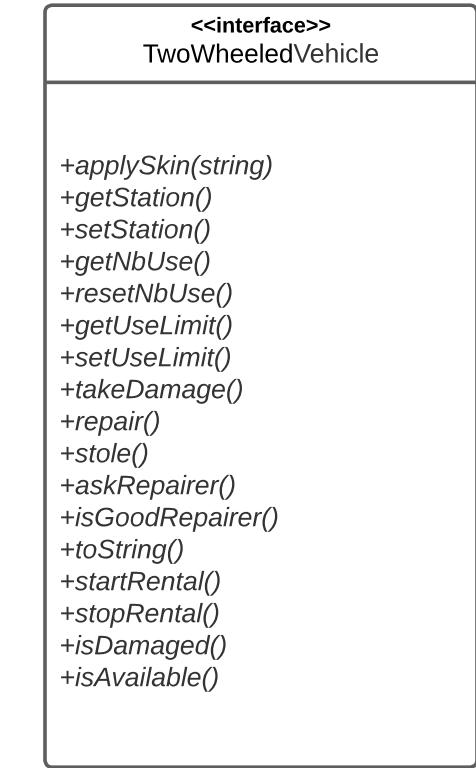 <<interface>>
TwoWheeledVehicle
+applySkin(string)
+getStation()
+setStation()
+getNbUse()
+resetNbUse()
+getUseLimit()
+setUseLimit()
+takeDamage()
+repair()
+stole()
+askRepairer()
+isGoodRepairer()
+toString()
+startRental()
+stopRental()
+isDamaged()
+isAvailable()